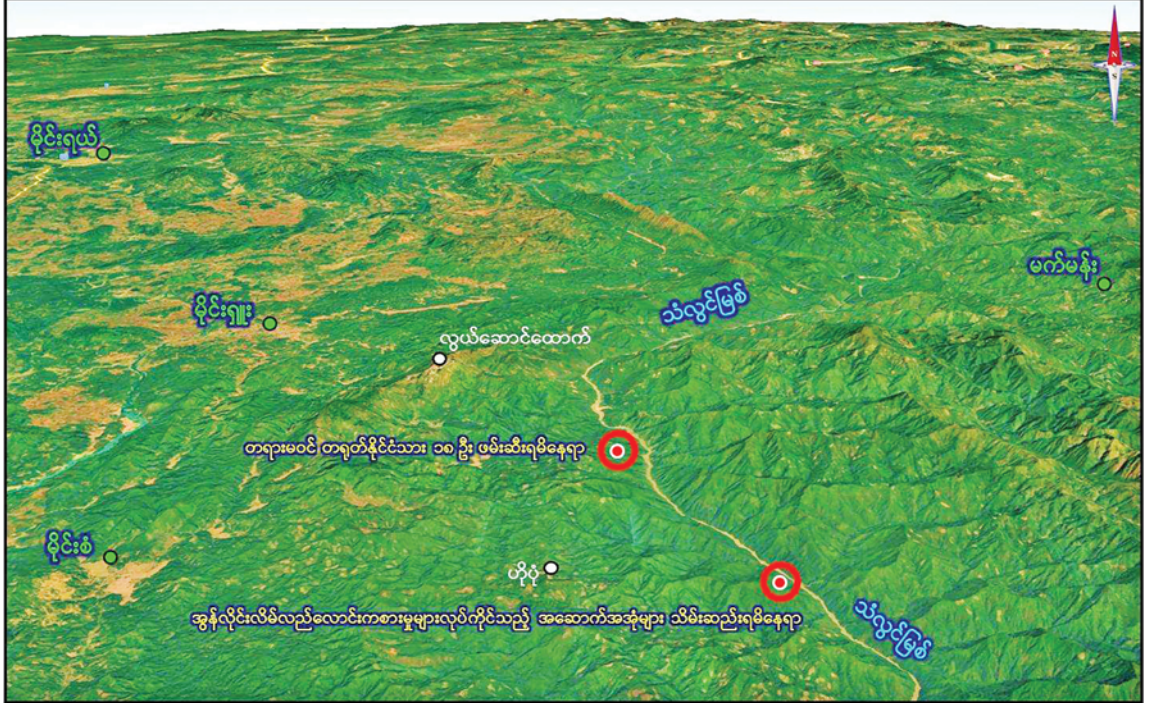 N
S
မိုင်းရယ်
မက်မန်း
သံလွင်မြစ်
မိုင်းရှူး
လွယ်ဆောင်ထောက်
တရားမဝင် တရုတ်နိုင်ငံသား ၁၈ ဦး ဖမ်းဆီးရမိနေရာ
မိုင်းစံ
ဟိုပုံ
အွန်လိုင်းလိမ်လည်လောင်းကစားမှုများလုပ်ကိုင်သည့် အဆောက်အအုံများ သိမ်းဆည်းရမိနေရာ
သံလွင်မြစ်